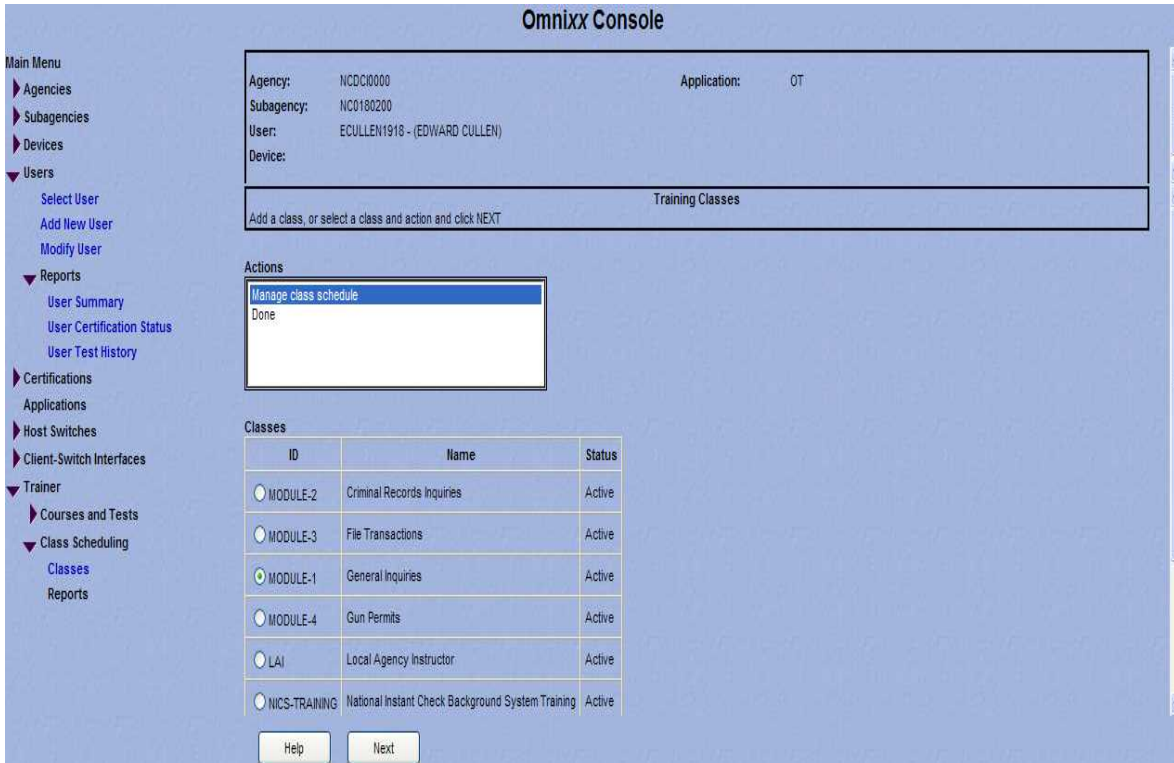 Omnixx Console
Main Menu
Agencies
Subagencies
Devices
Users
Select User
Add New User
Modify User
Reports
User Summary
User Certification Status
User Test History
Certifications
Applications
Host Switches
Client-Switch Interfaces
Trainer
Courses and Tests
Class Scheduling
Classes
Reports
Agency: NCDCI0000 Application: OT
Subagency: NC0180200
User: ECULLEN1918 - (EDWARD CULLEN)
Device:
Training Classes
Add a class, or select a class and action and click NEXT
Actions
Manage class schedule
Done
Classes
ID Name Status
MODULE-2 Criminal Records Inquiries Active
MODULE-3 File Transactions Active
MODULE-1 General Inquiries Active
MODULE-4 Gun Permits Active
LAI Local Agency Instructor Active
NICS-TRAINING National Instant Check Background System Training Active
Help Next